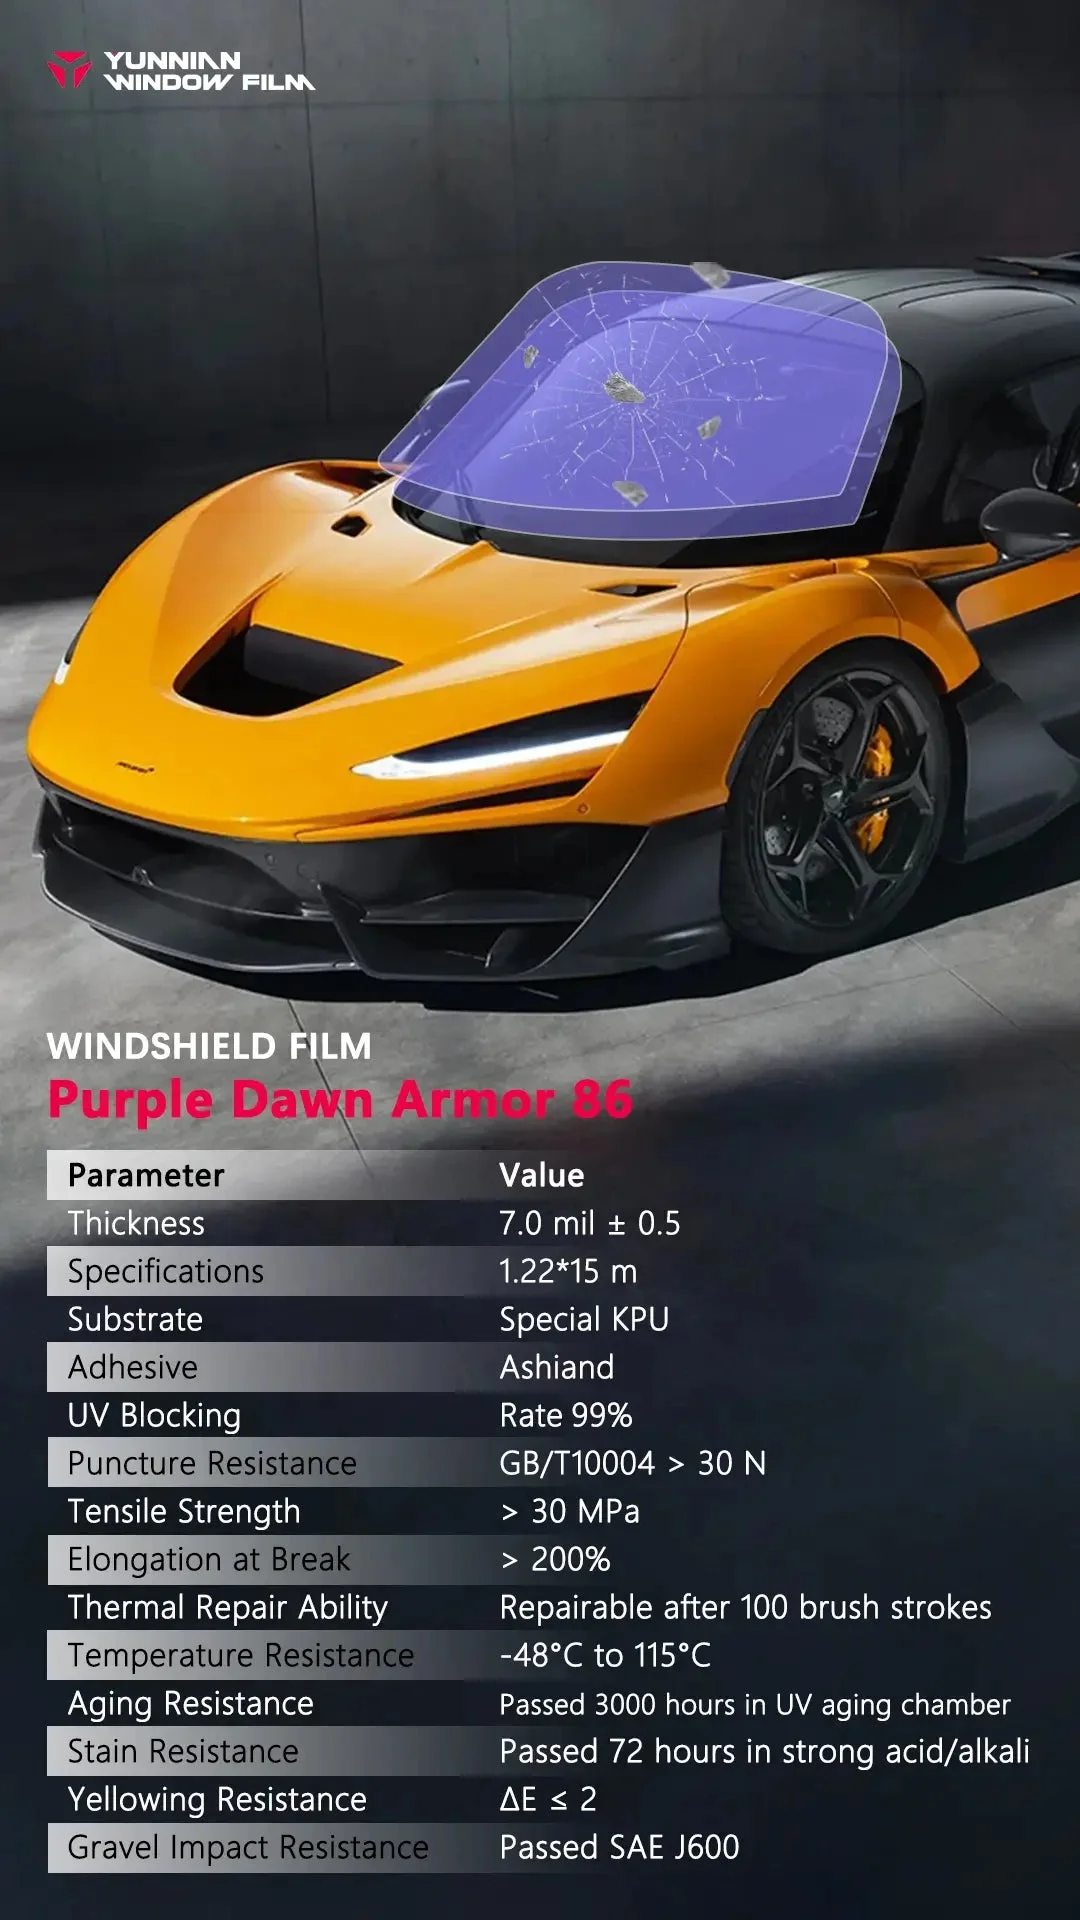 YUNNIAN
WINDOW FILM
WINDSHIELD FILM
Purple Dawn Armor 86
Parameter Value
Thickness 7.0 mil ± 0.5
Specifications 1.22*15 m
Substrate Special KPU
Adhesive Ashiand
UV Blocking Rate 99%
Puncture Resistance GB/T10004 > 30 N
Tensile Strength > 30 MPa
Elongation at Break > 200%
Thermal Repair Ability Repairable after 100 brush strokes
Temperature Resistance -48°C to 115°C
Aging Resistance Passed 3000 hours in UV aging chamber
Stain Resistance Passed 72 hours in strong acid/alkali
Yellowing Resistance ΔE ≤ 2
Gravel Impact Resistance Passed SAE J600